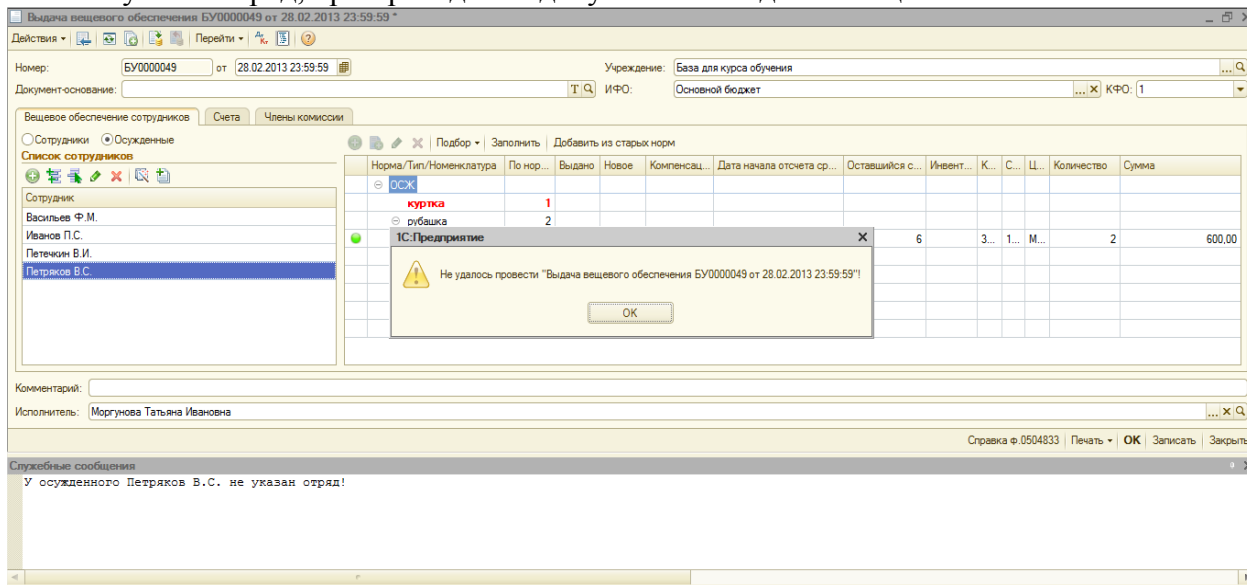 Выдача вещевого обеспечения БУ0000049 от 28.02.2013 23:59:59 *
Действия Перейти
Номер: БУ0000049 от 28.02.2013 23:59:59 Учреждение: База для курса обучения
Документ-основание: T ИФО: Основной бюджет ... X КФО: 1
Вещевое обеспечение сотрудников Счета Члены комиссии
Сотрудники Осужденные Подбор Заполнить Добавить из старых норм
Список сотрудников
Норма/Тип/Номенклатура По нор... Выдано Новое Компенсац... Дата начала отсчета ср... Оставшийся с... Инвент... К... С... Ц... Количество Сумма
Сотрудник
ОСЖ
куртка 1
Васильев Ф.М. рубашка 2
Иванов П.С. 6 З... 1... М... 2 600,00
Петечкин В.И.
Петряков В.С.
1С:Предприятие X
Не удалось провести "Выдача вещевого обеспечения БУ0000049 от 28.02.2013 23:59:59"!
OK
Комментарий:
Исполнитель: Моргунова Татьяна Ивановна ... X
Справка ф.0504833 Печать OK Записать Закрыть
Служебные сообщения
У осужденного Петряков В.С. не указан отряд!